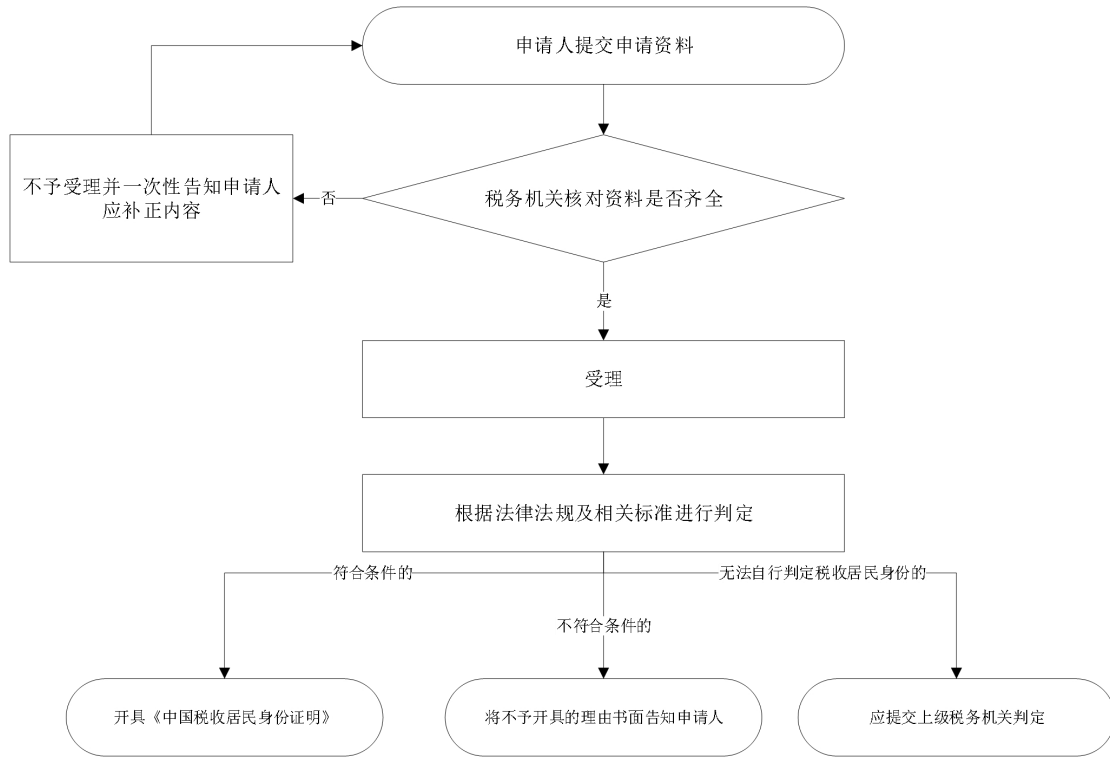 申请人提交申请资料
不予受理并一次性告知申请人
应补正内容
否
税务机关核对资料是否齐全
是
受理
根据法律法规及相关标准进行判定
符合条件的
无法自行判定税收居民身份的
不符合条件的
开具《中国税收居民身份证明》
将不予开具的理由书面告知申请人
应提交上级税务机关判定